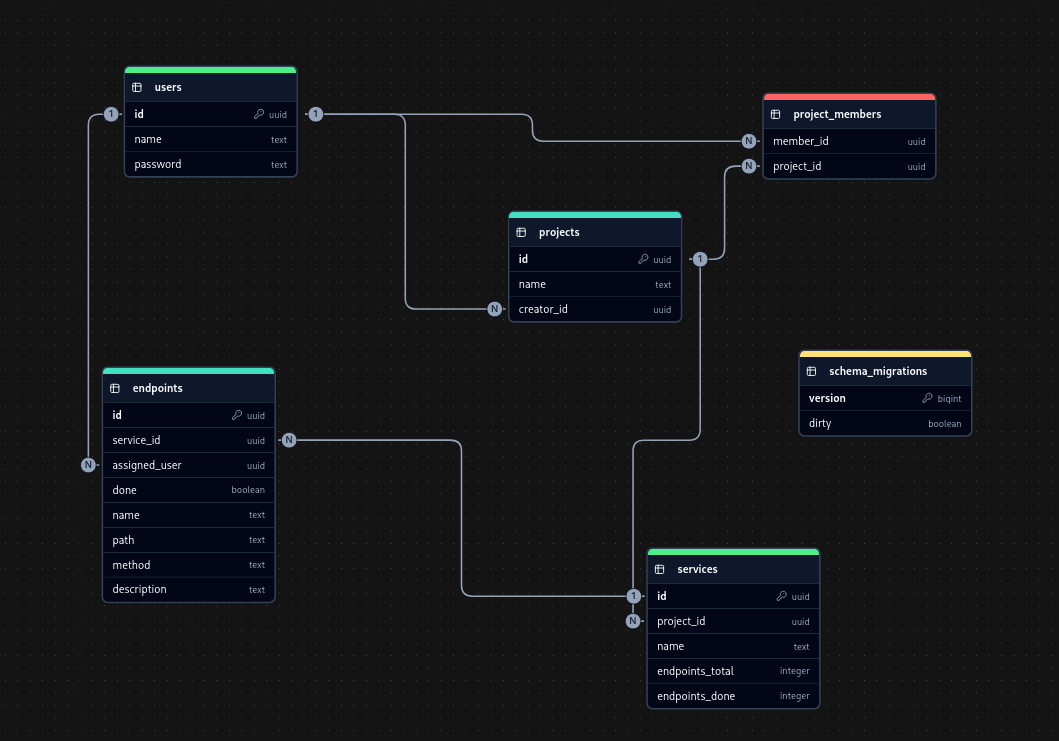 users
1 id uuid 1
name text
password text
project_members
N member_id uuid
N project_id uuid
projects
id uuid 1
name text
N creator_id uuid
schema_migrations
version bigint
dirty boolean
endpoints
id uuid
service_id uuid N
N assigned_user uuid
done boolean
name text
path text
method text
description text
services
1 id uuid
N project_id uuid
name text
endpoints_total integer
endpoints_done integer